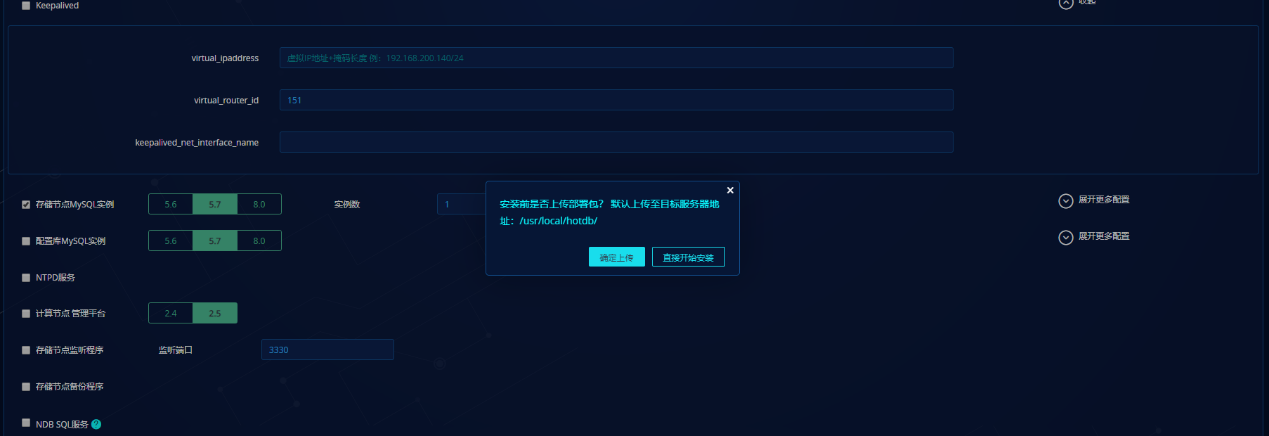 Keepalived 收起
virtual_ipaddress 虚拟IP地址+掩码长度 例：192.168.200.140/24
virtual_router_id 151
keepalived_net_interface_name
存储节点MySQL实例 5.6 5.7 8.0 实例数 1 展开更多配置
安装前是否上传部署包？ 默认上传至目标服务器地
址：/usr/local/hotdb/
确定上传 直接开始安装
配置库MySQL实例 5.6 5.7 8.0 展开更多配置
NTPD服务
计算节点 管理平台 2.4 2.5
存储节点监听程序 监听端口 3330
存储节点备份程序
NDB SQL服务 ?